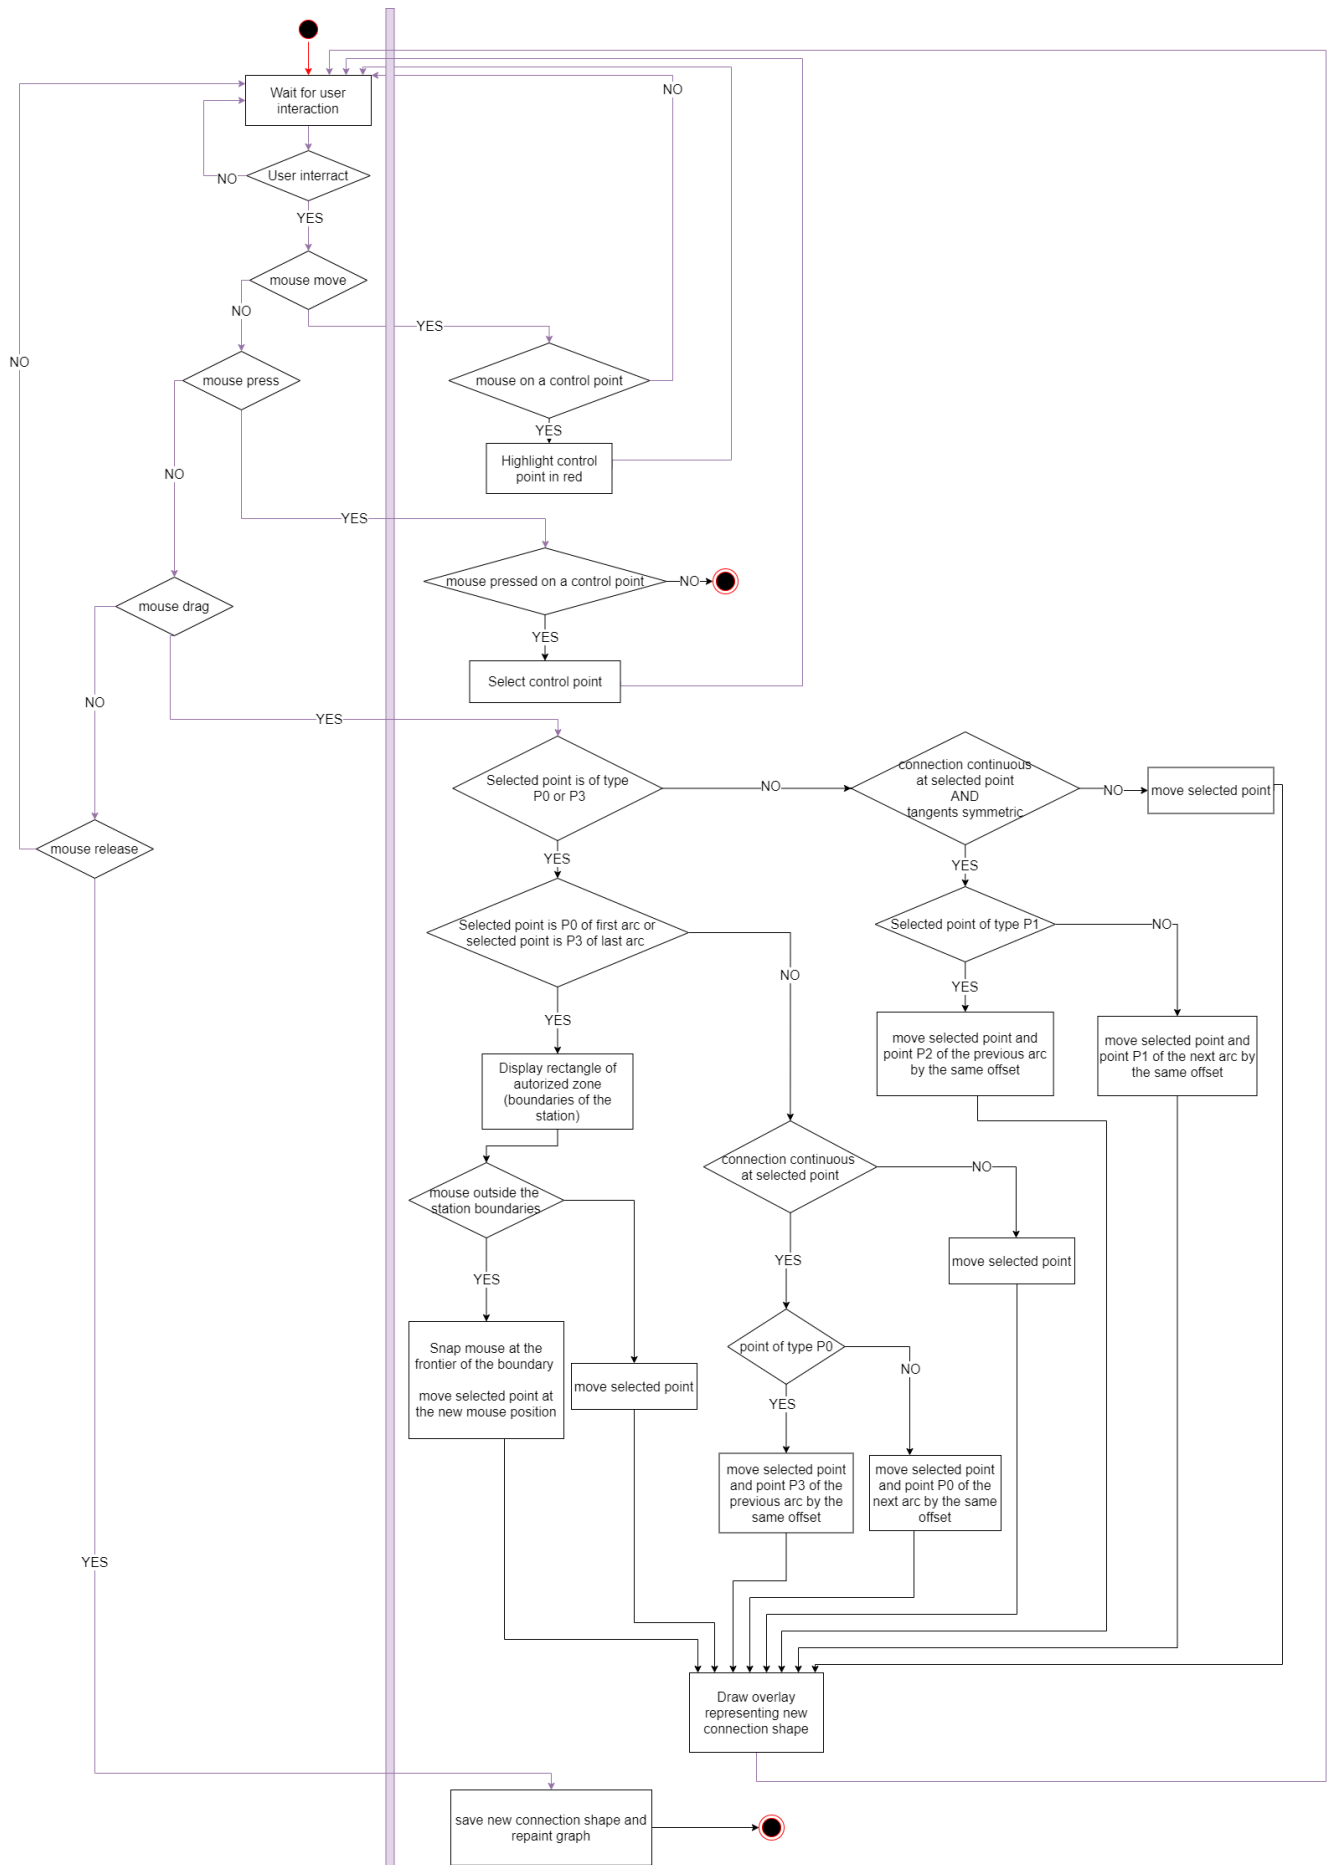 Wait for user
interaction
NO
NO
User interract
YES
mouse move
NO
YES
NO
mouse press
mouse on a control point
YES
Highlight control
point in red
NO
YES
mouse pressed on a control point
NO
mouse drag
YES
Select control point
NO
YES
Selected point is of type
P0 or P3
NO
connection continuous
at selected point
AND
tangents symmetric
NO
move selected point
mouse release
YES
YES
Selected point is P0 of first arc or
selected point is P3 of last arc
Selected point of type P1
NO
NO
YES
YES
move selected point and
point P2 of the previous arc
by the same offset
move selected point and
point P1 of the next arc by
the same offset
Display rectangle of
autorized zone
(boundaries of the
station)
connection continuous
at selected point
NO
mouse outside the
station boundaries
YES
YES
move selected point
Snap mouse at the
frontier of the boundary
move selected point at
the new mouse position
move selected point
point of type P0
NO
YES
move selected point
and point P3 of the
previous arc by the
same offset
move selected point
and point P0 of the
next arc by the same
offset
YES
Draw overlay
representing new
connection shape
save new connection shape and
repaint graph